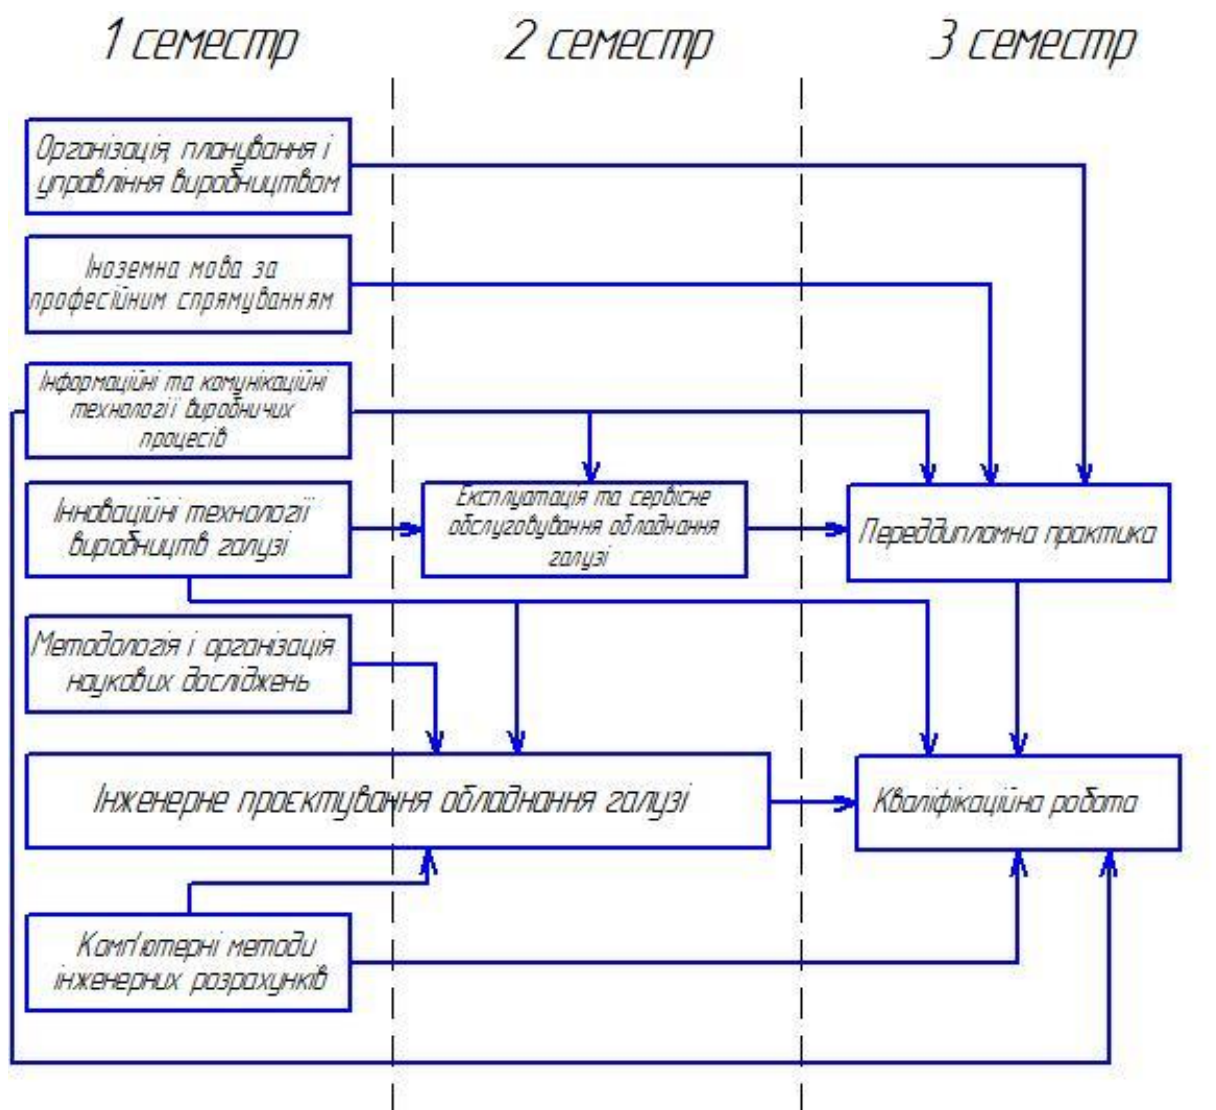 1 семестр
2 семестр
3 семестр
Організація, планування і
управління виробництвом
Іноземна мова за
професійним спрямуванням
Інформаційні та комунікаційні
технології виробничих
процесів
Інноваційні технології
виробництв галузі
Експлуатація та сервісне
обслуговування обладнання
галузі
Переддипломна практика
Методологія і організація
наукових досліджень
Інженерне проєктування обладнання галузі
Кваліфікаційна робота
Комп'ютерні методи
інженерних розрахунків